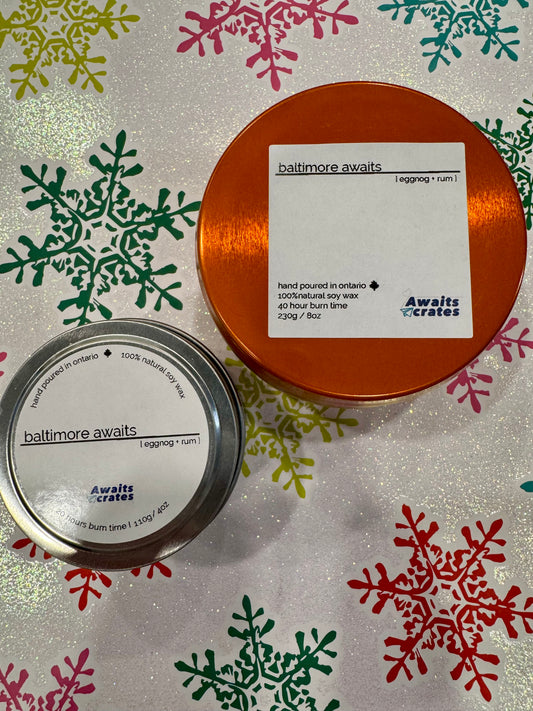 baltimore awaits
[ eggnog + rum ]
hand poured in ontario
100%natural soy wax
40 hour burn time
230g / 8oz
Awaits
crates
hand poured in ontario 100% natural soy wax
baltimore awaits
[ eggnog + rum ]
Awaits
crates
hours burn time | 110g/ 4oz